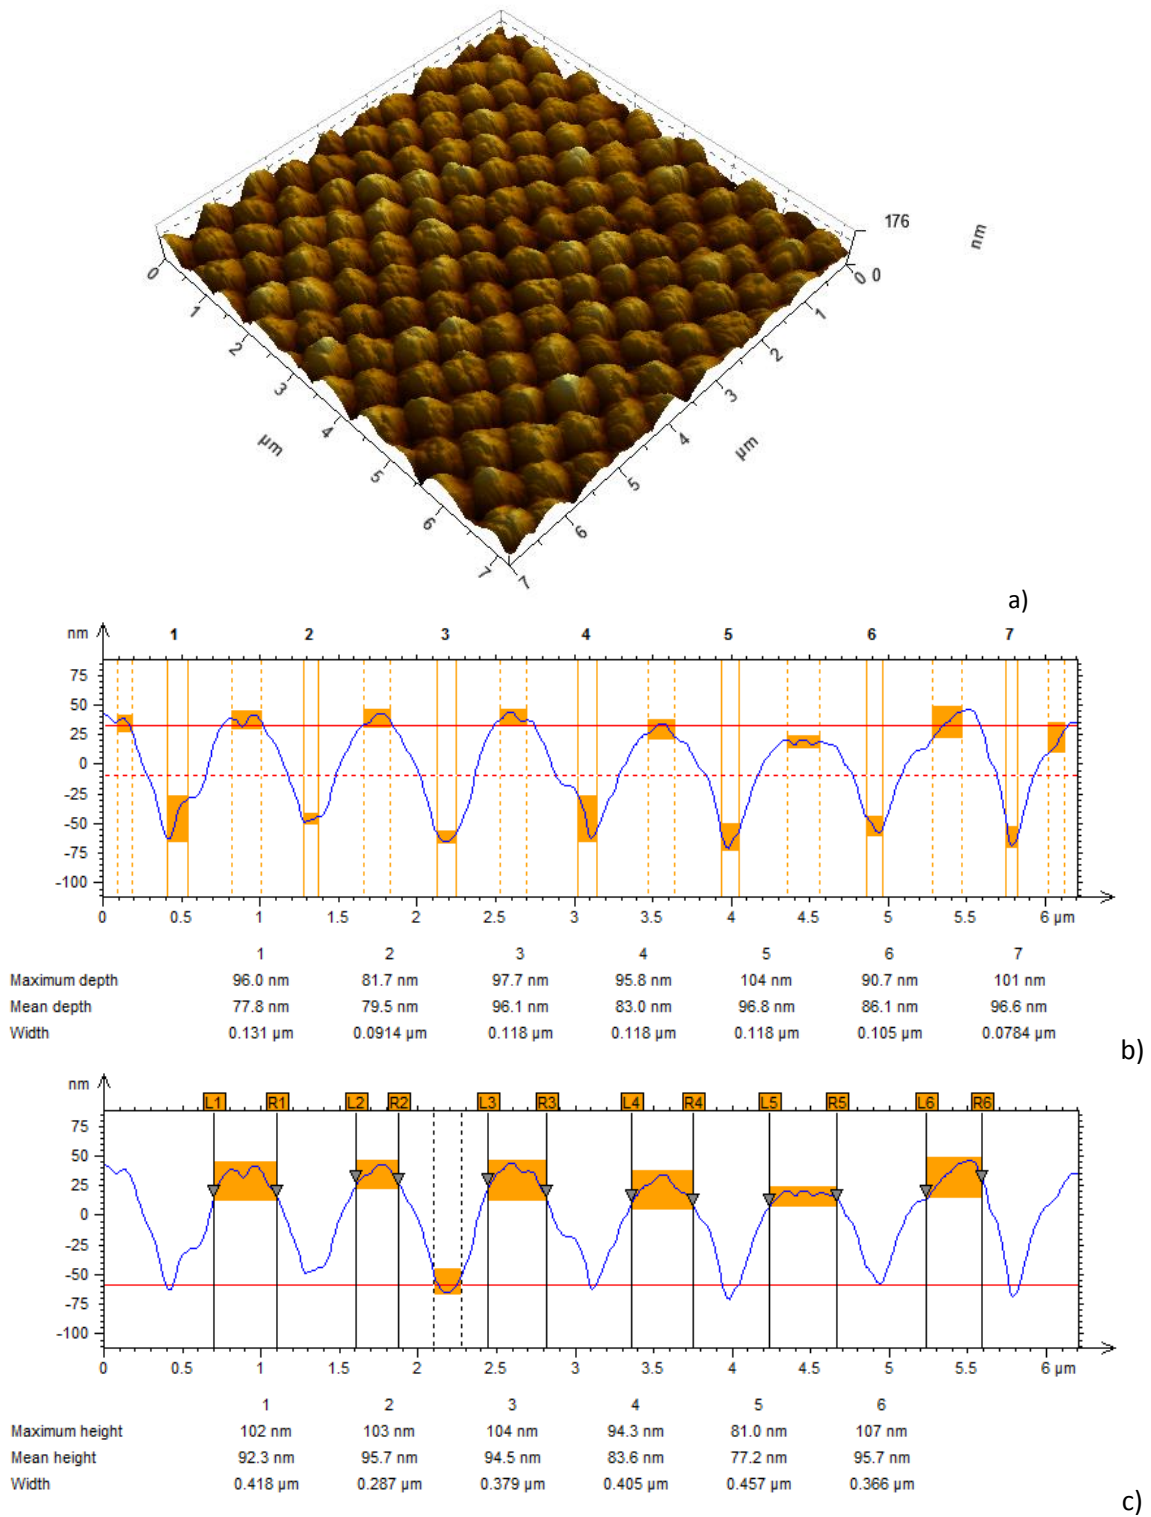 176
nm
0
0
0
1
1
2
2
3
3
4
4
µm
µm
5
5
6
6
7
7
a)
nm 1 2 3 4 5 6 7
75
50
25
0
-25
-50
-75
-100
0 0.5 1 1.5 2 2.5 3 3.5 4 4.5 5 5.5 6 µm
1 2 3 4 5 6 7
Maximum depth 96.0 nm 81.7 nm 97.7 nm 95.8 nm 104 nm 90.7 nm 101 nm
Mean depth 77.8 nm 79.5 nm 96.1 nm 83.0 nm 96.8 nm 86.1 nm 96.6 nm
Width 0.131 µm 0.0914 µm 0.118 µm 0.118 µm 0.118 µm 0.105 µm 0.0784 µm
b)
nm
L1 R1 L2 R2 L3 R3 L4 R4 L5 R5 L6 R6
75
50
25
0
-25
-50
-75
-100
0 0.5 1 1.5 2 2.5 3 3.5 4 4.5 5 5.5 6 µm
1 2 3 4 5 6
Maximum height 102 nm 103 nm 104 nm 94.3 nm 81.0 nm 107 nm
Mean height 92.3 nm 95.7 nm 94.5 nm 83.6 nm 77.2 nm 95.7 nm
Width 0.418 µm 0.287 µm 0.379 µm 0.405 µm 0.457 µm 0.366 µm
c)